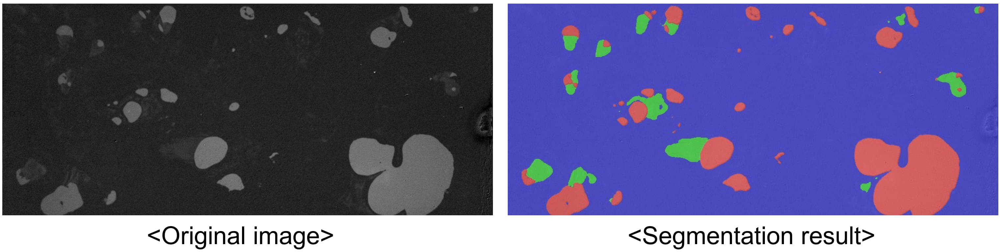 <Original image>
<Segmentation result>